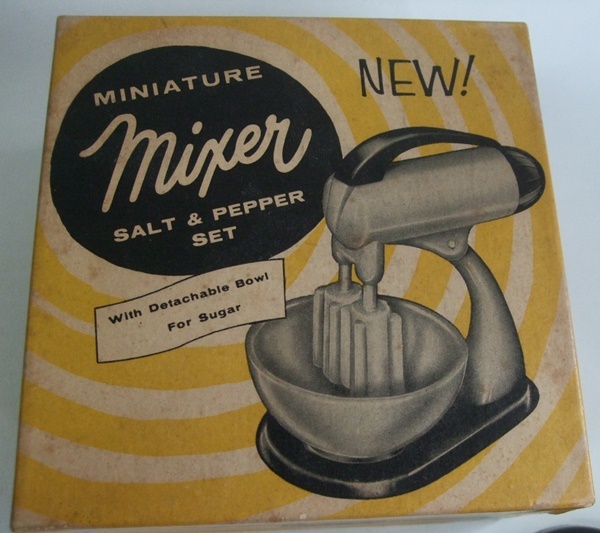 NEW!
MINIATURE
Mixer
SALT & PEPPER
SET
With Detachable Bowl
For Sugar